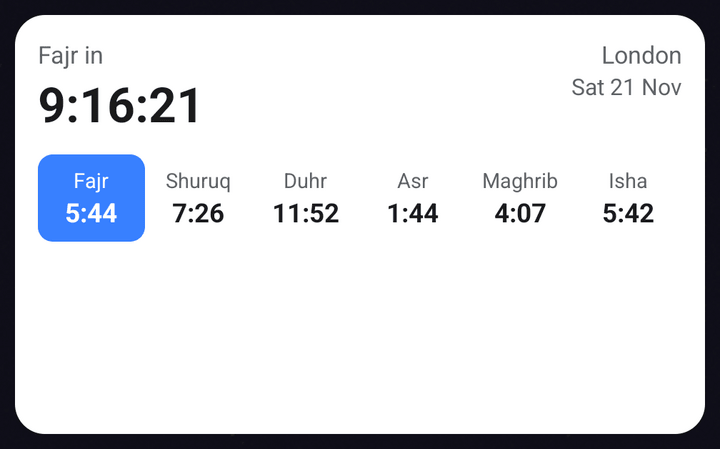 Fajr in
London
9:16:21
Sat 21 Nov
Fajr Shuruq Duhr Asr Maghrib Isha
5:44 7:26 11:52 1:44 4:07 5:42